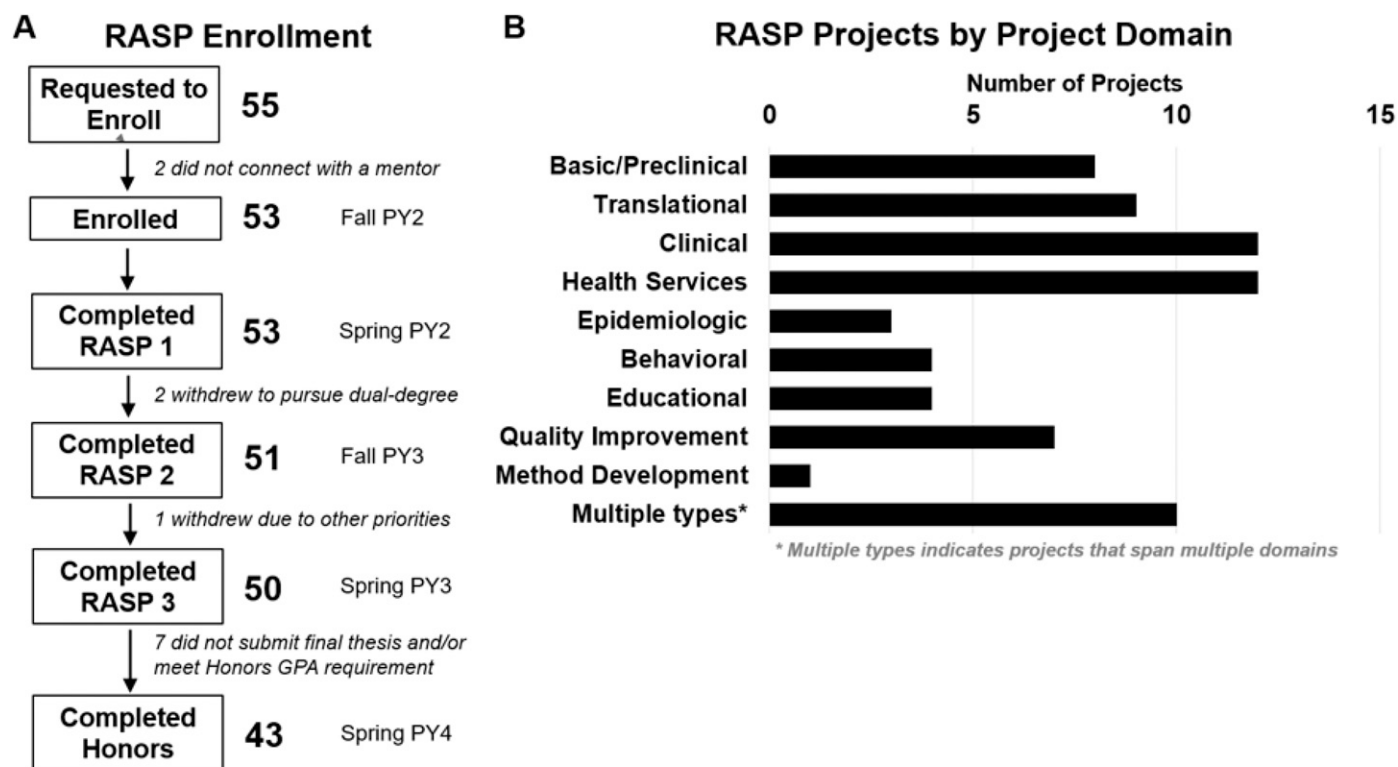 A
RASP Enrollment
Requested to
Enroll
55
2 did not connect with a mentor
Enrolled
53
Fall PY2
Completed
RASP 1
53
Spring PY2
2 withdrew to pursue dual-degree
Completed
RASP 2
51
Fall PY3
1 withdrew due to other priorities
Completed
RASP 3
50
Spring PY3
7 did not submit final thesis and/or
meet Honors GPA requirement
Completed
Honors
43
Spring PY4
B
RASP Projects by Project Domain
Number of Projects
0 5 10 15
Basic/Preclinical
Translational
Clinical
Health Services
Epidemiologic
Behavioral
Educational
Quality Improvement
Method Development
Multiple types*
* Multiple types indicates projects that span multiple domains